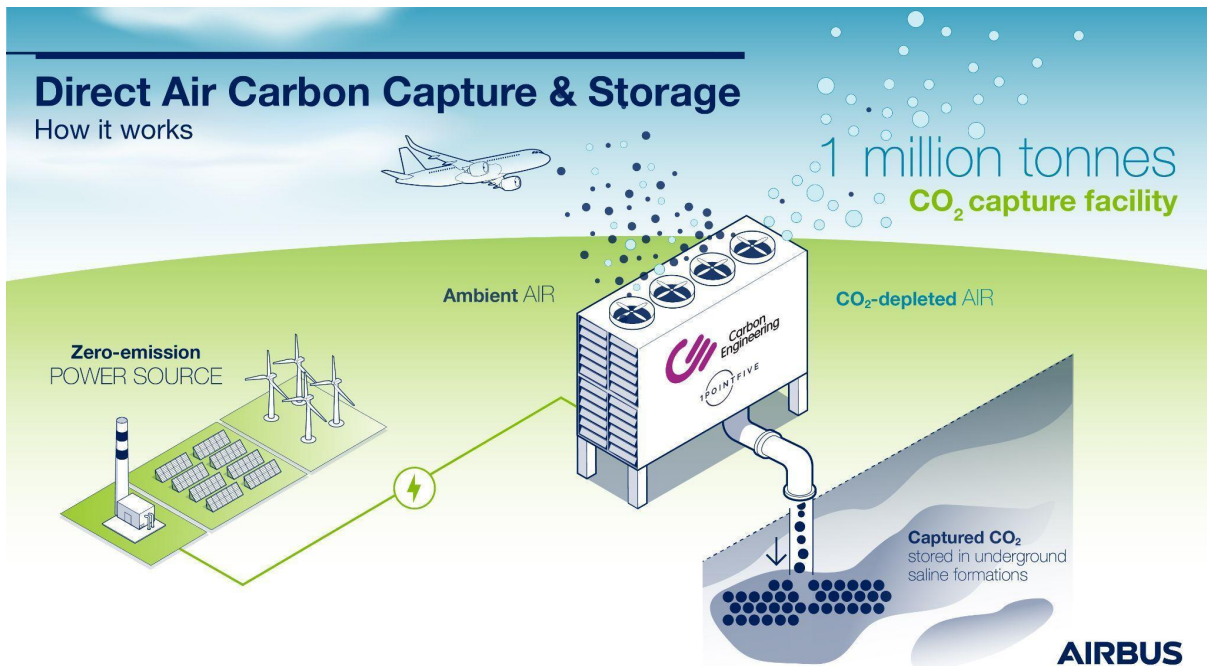 Direct Air Carbon Capture & Storage
How it works
1 million tonnes
CO₂ capture facility
Ambient AIR
CO₂-depleted AIR
Zero-emission
POWER SOURCE
Carbon
Engineering
1POINTFIVE
Captured CO₂
stored in underground
saline formations
AIRBUS